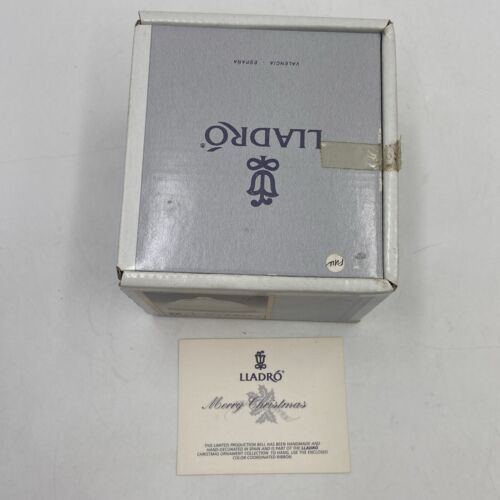 VALENCIA - ESPAÑA
LLADRÓ®
LLADRÓ®
Merry Christmas
THIS LIMITED PRODUCTION BELL HAS BEEN HANDMADE AND
HAND-DECORATED IN SPAIN AND IS PART OF THE LLADRÓ
CHRISTMAS ORNAMENT COLLECTION TO HANG, USE THE ENCLOSED
COLOR COORDINATED RIBBON